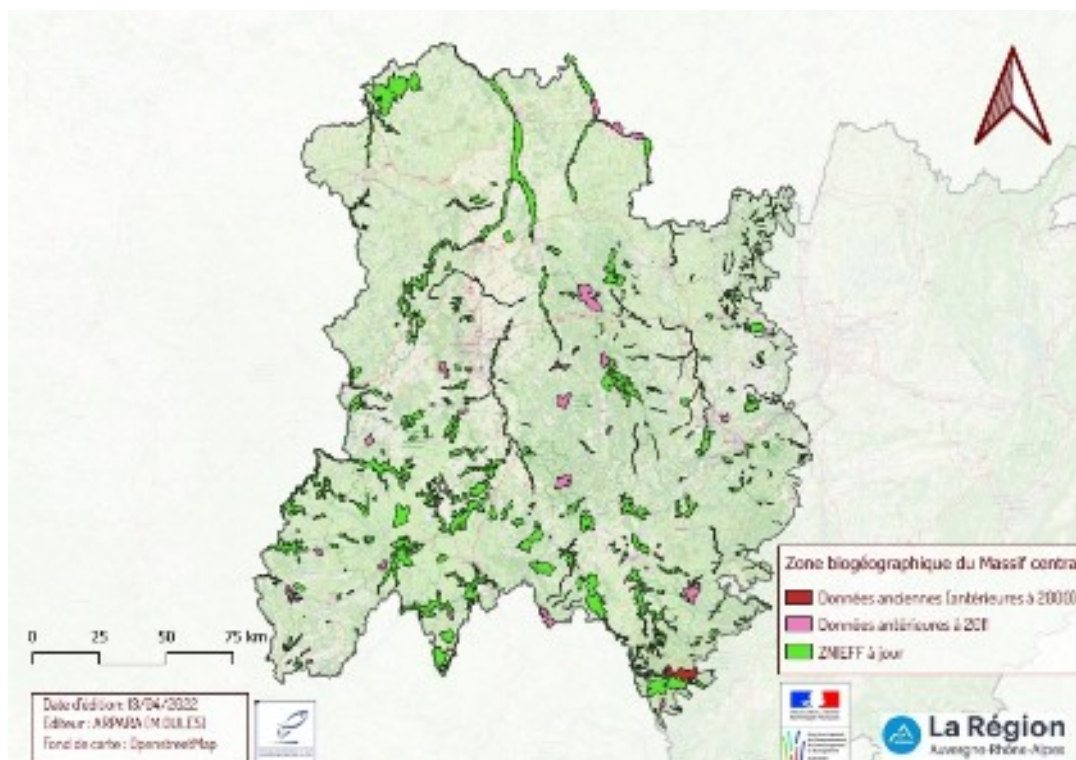 Zone biogéographique du Massif centra
Données anciennes (antérieures à 2000)
Données antérieures à 2011
ZNIEFF à jour
0 25 50 75 km
Date d'édition: 13/04/2022
Editeur : ARPARA (M.DULES)
Fond de carte : OpenstreetMap
La Région
Auvergne-Rhône-Alpes